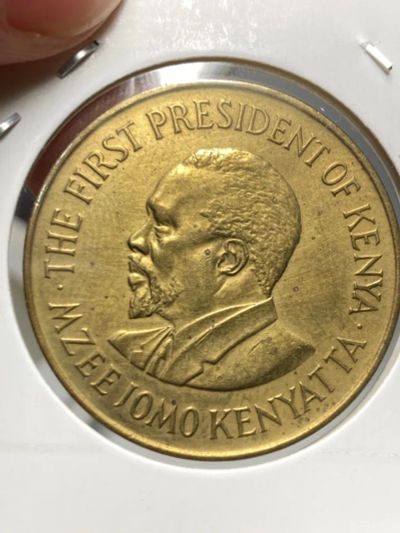 · THE FIRST PRESIDENT OF KENYA ·
MZEE JOMO KENYATTA